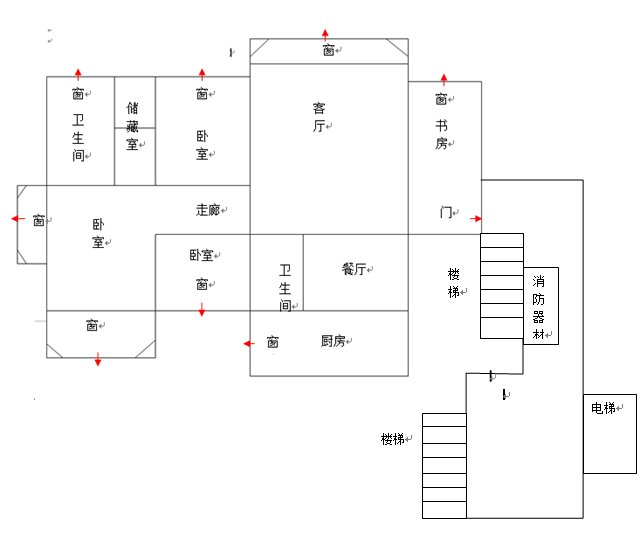 窗
窗
窗
窗
卫
生
间
储
藏
室
卧
室
客
厅
书
房
窗
卧
室
走廊
门
卧室
窗
卫
生
间
餐厅
楼
梯
消
防
器
材
窗
窗
厨房
楼梯
电梯